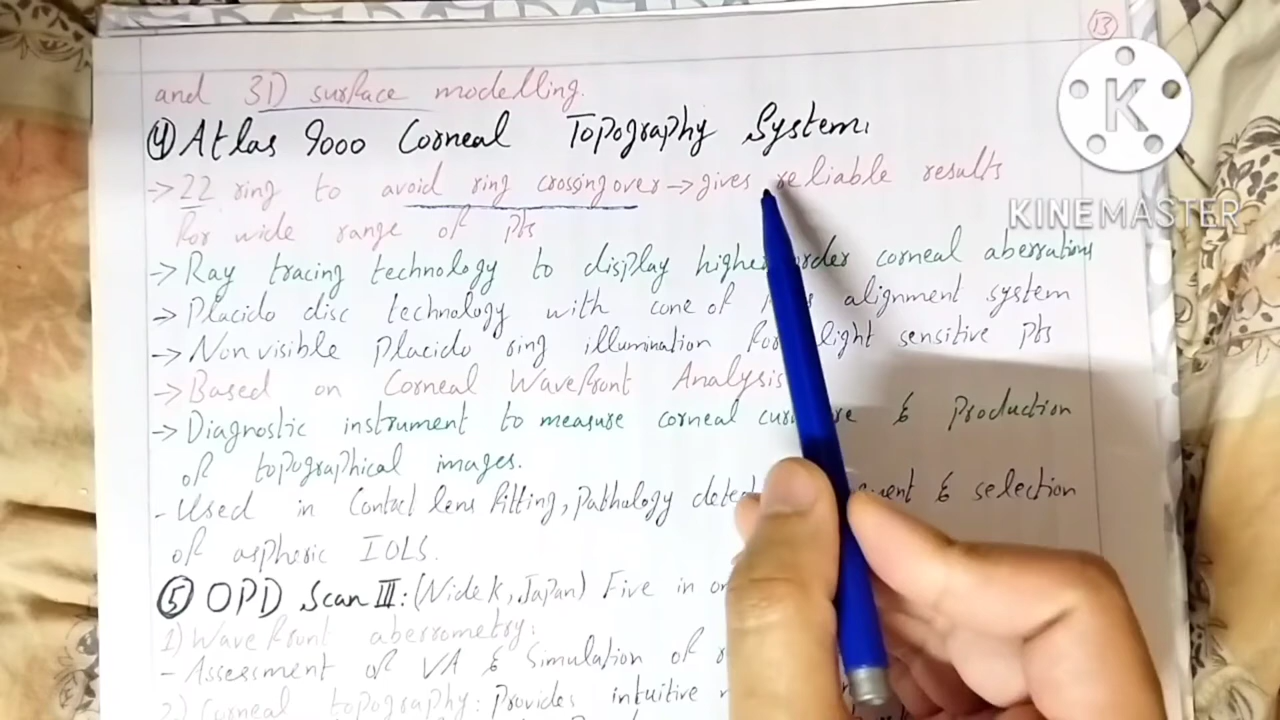 13
and 3D surface modelling.
④ Atlas 9000 Corneal Topography System.
→ 22 ring to avoid ring crossing over → gives reliable results
for wide range of pts
→ Ray tracing technology to display higher order corneal aberrations
→ Placido disc technology with cone of alignment system
→ Non visible placido ring illumination for light sensitive pts
→ Based on Corneal Wavefront Analysis
→ Diagnostic instrument to measure corneal & Production
of topographical images.
- Used in Contact lens fitting, pathology & selection
of aspheric IOLS.
⑤ OPD Scan III: (Nidek, Japan) Five in
1) Wavefront aberrometry:
- Assessment of VA & Simulation of
2) Corneal topography: Provides intuitive
K
KINEMASTER